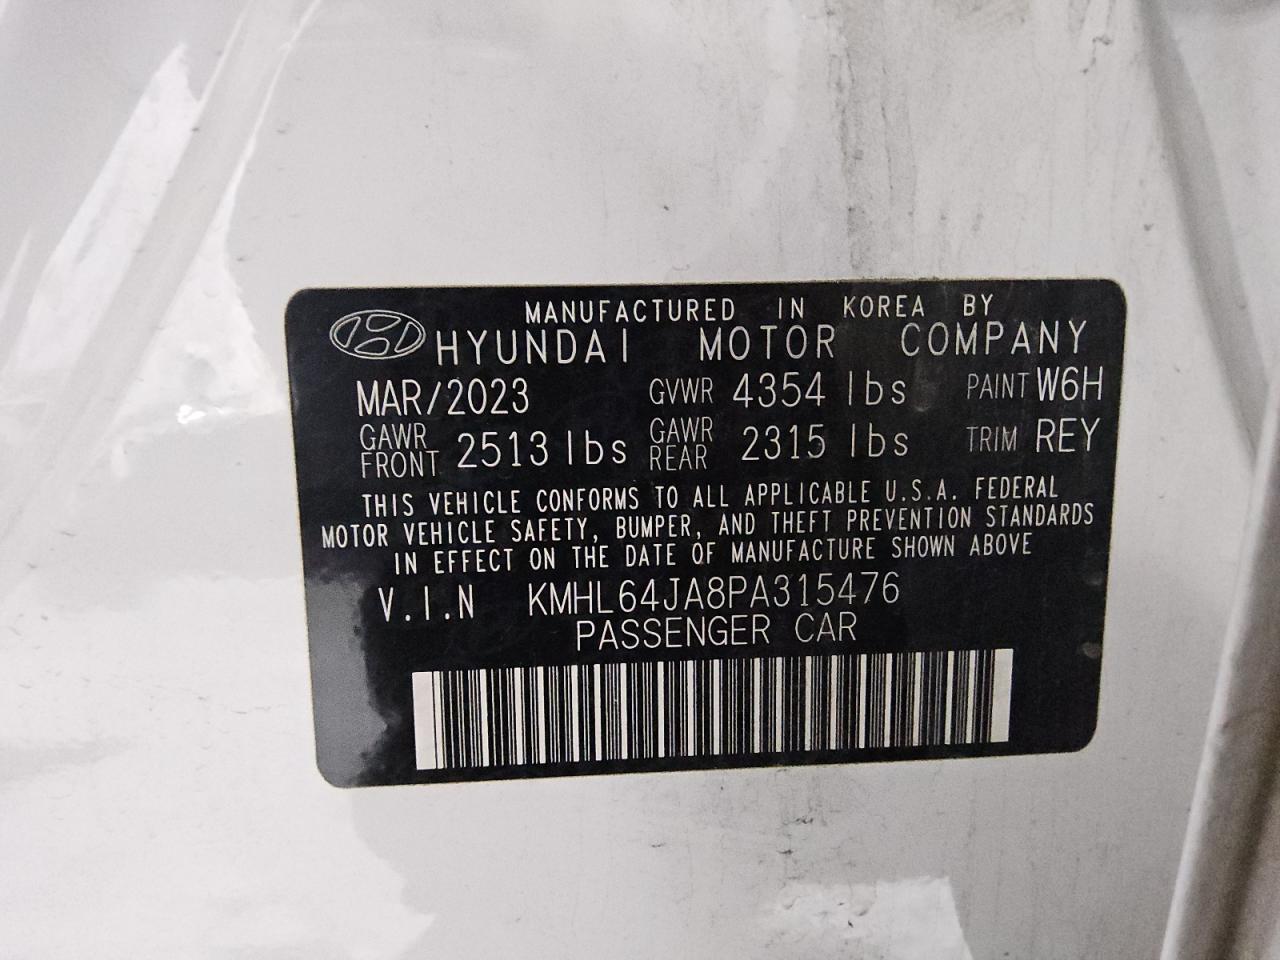 MANUFACTURED IN KOREA BY
HYUNDAI MOTOR COMPANY
MAR/2023 GVWR 4354 lbs PAINT W6H
GAWR FRONT 2513 lbs GAWR REAR 2315 lbs TRIM REY
THIS VEHICLE CONFORMS TO ALL APPLICABLE U.S.A. FEDERAL
MOTOR VEHICLE SAFETY, BUMPER, AND THEFT PREVENTION STANDARDS
IN EFFECT ON THE DATE OF MANUFACTURE SHOWN ABOVE
V.I.N KMHL64JA8PA315476
PASSENGER CAR